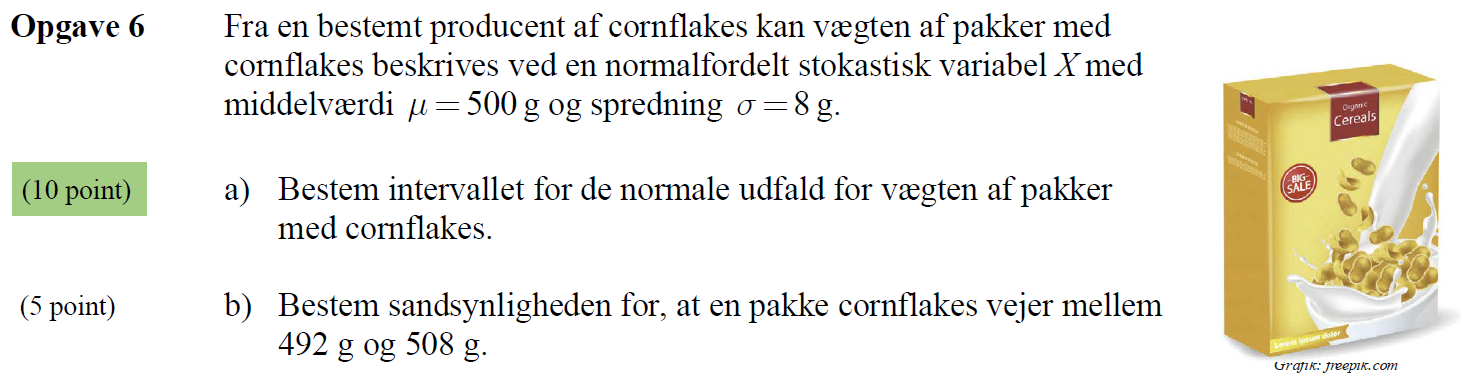 Opgave 6 Fra en bestemt producent af cornflakes kan vægten af pakker med
cornflakes beskrives ved en normalfordelt stokastisk variabel X med
middelværdi μ = 500 g og spredning σ = 8 g.
(10 point) a) Bestem intervallet for de normale udfald for vægten af pakker
med cornflakes.
(5 point) b) Bestem sandsynligheden for, at en pakke cornflakes vejer mellem
492 g og 508 g.
Organic
Cereals
BIG
SALE
Lorem ipsum dolor
Grafik: freepik.com